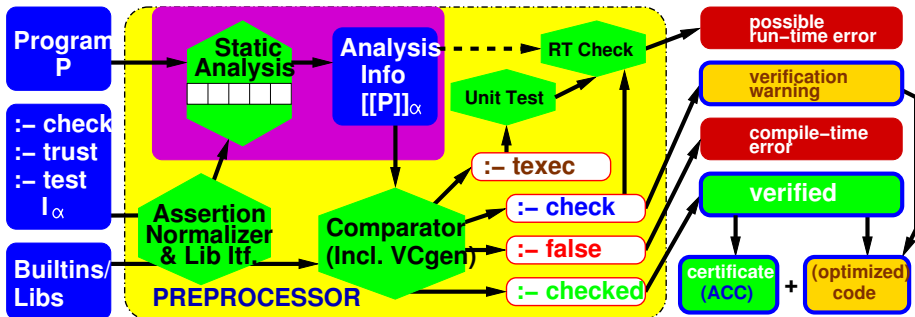 Program
P
:− check
:− trust
:− test
I α
Builtins/
Libs
Static
Analysis
Analysis
Info
[[P]]α
Assertion
Normalizer
& Lib Itf.
PREPROCESSOR
Comparator
(Incl. VCgen)
RT Check
Unit Test
:− texec
:− check
:− false
:− checked
possible
run−time error
verification
warning
compile−time
error
verified
certificate
(ACC)
+
(optimized)
code